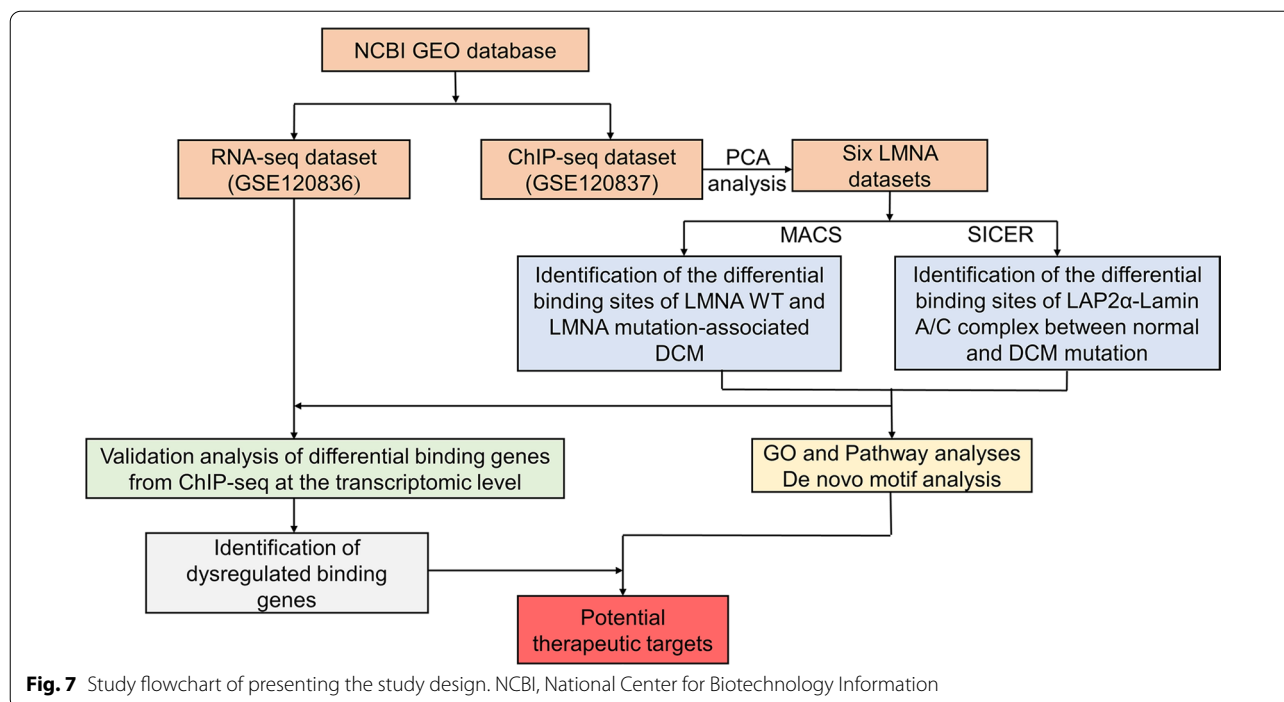 NCBI GEO database
RNA-seq dataset
(GSE120836)
ChIP-seq dataset
(GSE120837)
PCA
analysis
Six LMNA
datasets
MACS
SICER
Identification of the differential
binding sites of LMNA WT and
LMNA mutation-associated
DCM
Identification of the differential
binding sites of LAP2α-Lamin
A/C complex between normal
and DCM mutation
Validation analysis of differential binding genes
from ChIP-seq at the transcriptomic level
GO and Pathway analyses
De novo motif analysis
Identification of
dysregulated binding
genes
Potential
therapeutic targets
Fig. 7 Study flowchart of presenting the study design. NCBI, National Center for Biotechnology Information